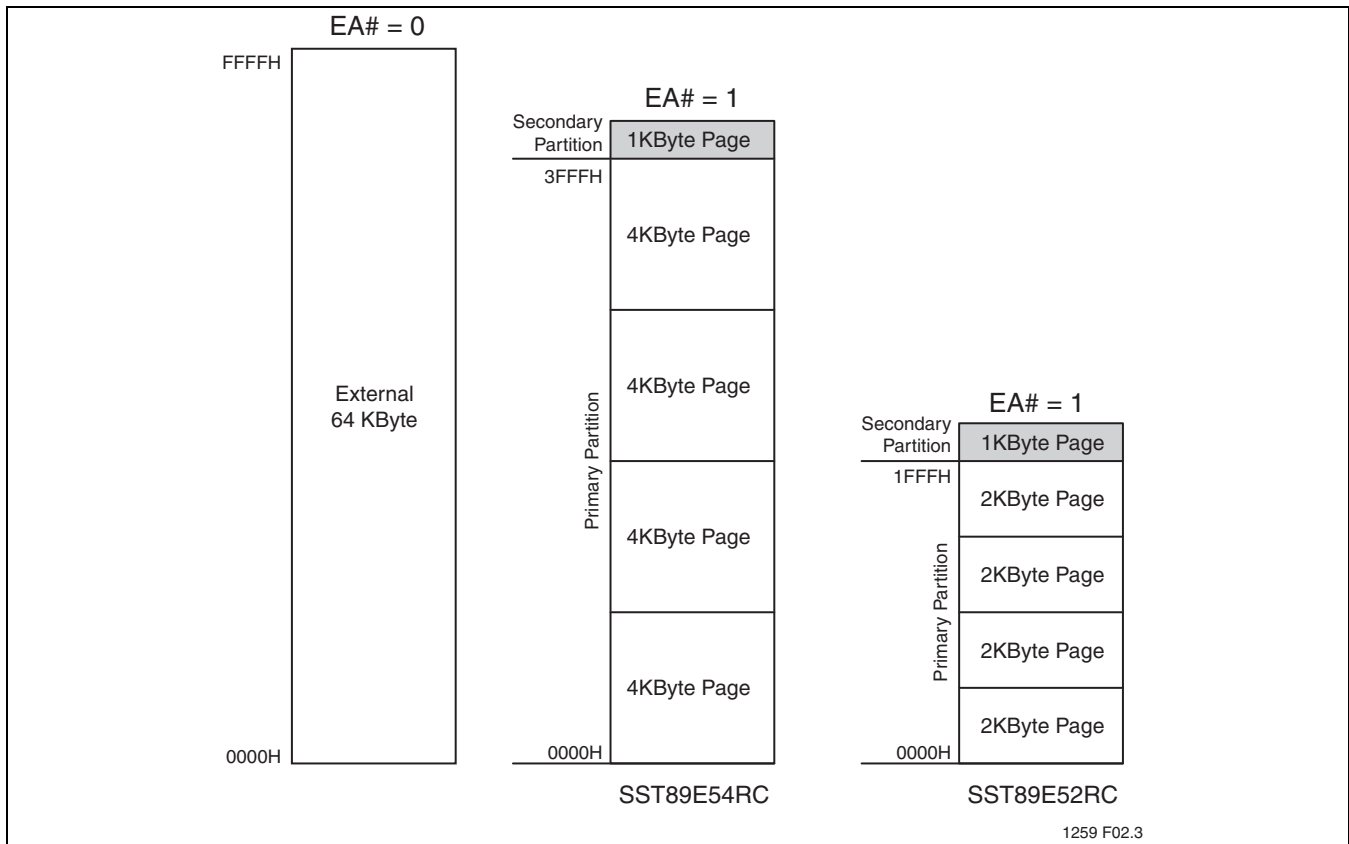 EA# = 0
FFFFH
External
64 KByte
0000H
EA# = 1
Secondary
Partition
1KByte Page
3FFFH
4KByte Page
4KByte Page
Primary Partition
4KByte Page
4KByte Page
0000H
SST89E54RC
EA# = 1
Secondary
Partition
1KByte Page
1FFFH
2KByte Page
2KByte Page
Primary Partition
2KByte Page
2KByte Page
0000H
SST89E52RC
1259 F02.3